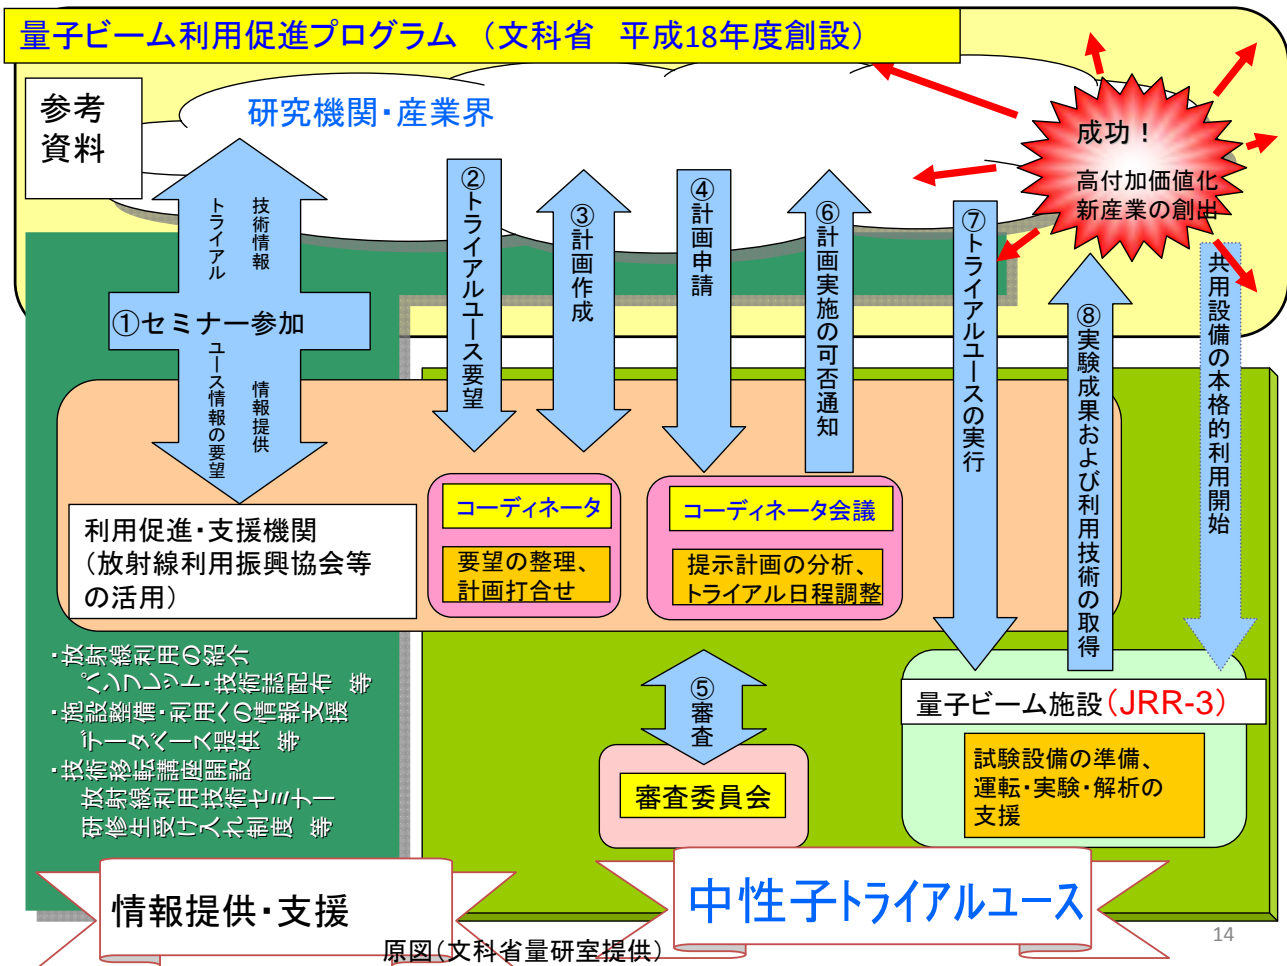 量子ビーム利用促進プログラム （文科省　平成18年度創設）
参考
資料
研究機関・産業界
成功！
高付加価値化
新産業の創出
技術情報
トライアル
①セミナー参加
ユース情報の要望
情報提供
②トライアルユース要望
③計画作成
④計画申請
⑥計画実施の可否通知
⑦トライアルユースの実行
⑧実験成果および利用技術の取得
共用設備の本格的利用開始
利用促進・支援機関
（放射線利用振興協会等
の活用）
コーディネータ
要望の整理、
計画打合せ
コーディネータ会議
提示計画の分析、
トライアル日程調整
・放射線利用の紹介
パンフレット・技術誌配布　等
・施設整備・利用への情報支援
データベース提供　等
・技術移転講座開設
放射線利用技術セミナー
研修生受け入れ制度　等
⑤審査
審査委員会
量子ビーム施設（JRR-3）
試験設備の準備、
運転・実験・解析の
支援
情報提供・支援
中性子トライアルユース
原図（文科省量研室提供）
14